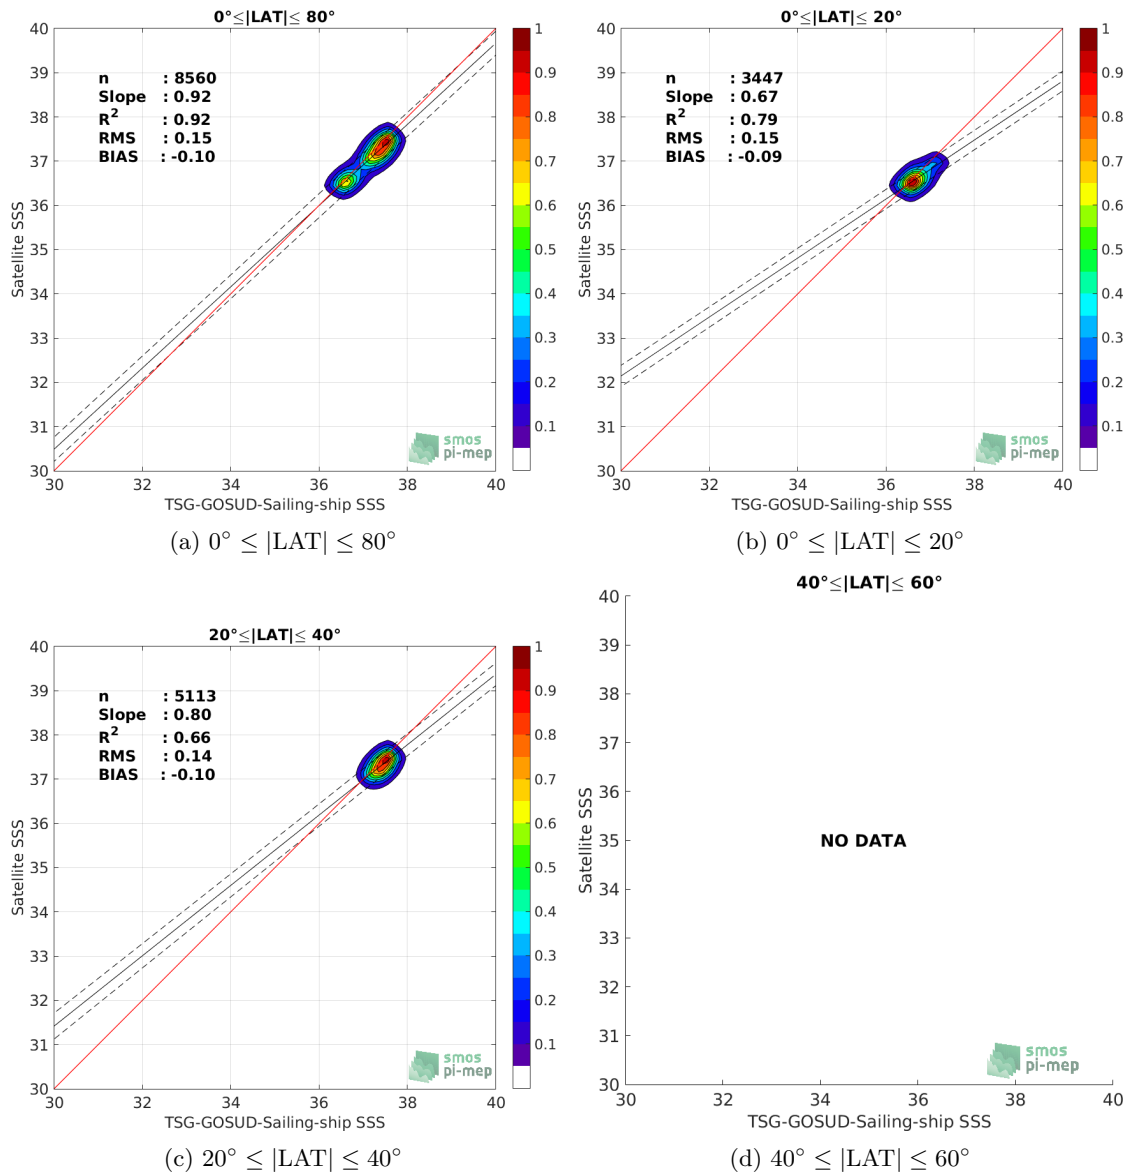 0°≤|LAT|≤ 80°
n : 8560
Slope : 0.92
R² : 0.92
RMS : 0.15
BIAS : -0.10
40
39
38
37
36
35
34
33
32
31
30
Satellite SSS
30 32 34 36 38 40
TSG-GOSUD-Sailing-ship SSS
1
0.9
0.8
0.7
0.6
0.5
0.4
0.3
0.2
0.1
smos
pi-mep
(a) 0° ≤ |LAT| ≤ 80°
0°≤|LAT|≤ 20°
n : 3447
Slope : 0.67
R² : 0.79
RMS : 0.15
BIAS : -0.09
40
39
38
37
36
35
34
33
32
31
30
Satellite SSS
30 32 34 36 38 40
TSG-GOSUD-Sailing-ship SSS
1
0.9
0.8
0.7
0.6
0.5
0.4
0.3
0.2
0.1
smos
pi-mep
(b) 0° ≤ |LAT| ≤ 20°
20°≤|LAT|≤ 40°
n : 5113
Slope : 0.80
R² : 0.66
RMS : 0.14
BIAS : -0.10
40
39
38
37
36
35
34
33
32
31
30
Satellite SSS
30 32 34 36 38 40
TSG-GOSUD-Sailing-ship SSS
1
0.9
0.8
0.7
0.6
0.5
0.4
0.3
0.2
0.1
smos
pi-mep
(c) 20° ≤ |LAT| ≤ 40°
40°≤|LAT|≤ 60°
40
39
38
37
36
35
34
33
32
31
30
Satellite SSS
NO DATA
30 32 34 36 38 40
TSG-GOSUD-Sailing-ship SSS
smos
pi-mep
(d) 40° ≤ |LAT| ≤ 60°